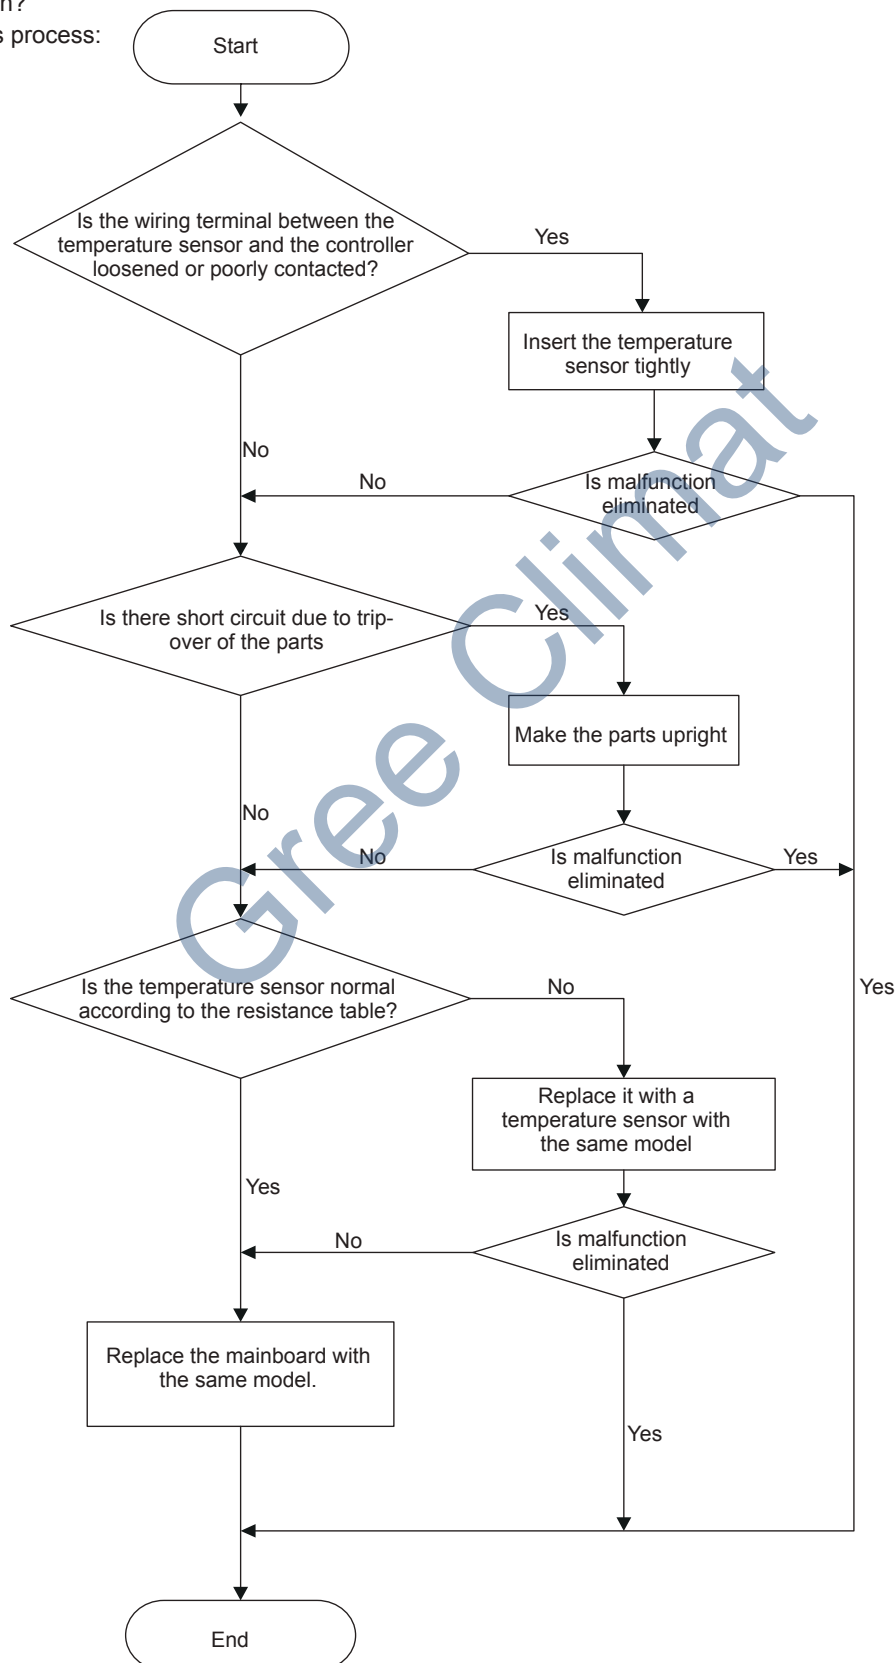 s process:
Start
Is the wiring terminal between the
temperature sensor and the controller
loosened or poorly contacted?
Yes
Insert the temperature
sensor tightly
No
No
Is malfunction
eliminated
Is there short circuit due to trip-
over of the parts
Yes
Make the parts upright
No
No
Is malfunction
eliminated
Yes
Is the temperature sensor normal
according to the resistance table?
No
Yes
Replace it with a
temperature sensor with
the same model
Yes
No
Is malfunction
eliminated
Replace the mainboard with
the same model.
Yes
End
Gree Climat